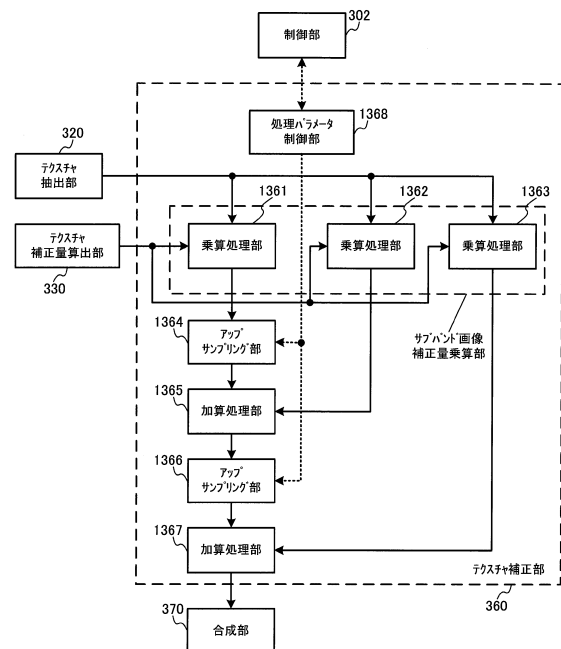 302
制御部
1368
処理パラメータ
制御部
320
テクスチャ
抽出部
1361
1362
1363
乗算処理部
乗算処理部
乗算処理部
テクスチャ
補正量算出部
330
1364
アップ
サンプリング部
サブバンド画像
補正量乗算部
1365
加算処理部
1366
アップ
サンプリング部
1367
加算処理部
テクスチャ補正部
360
370
合成部